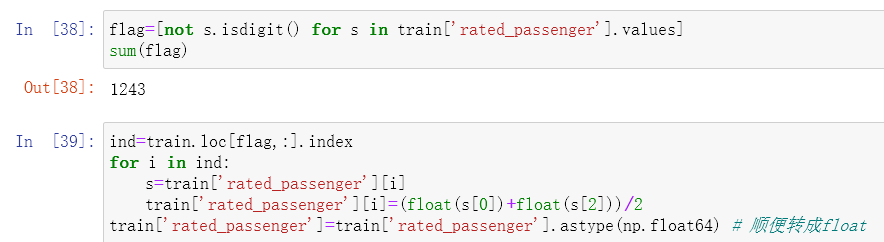 In [38]: flag=[not s.isdigit() for s in train['rated_passenger'].values]
sum(flag)
Out[38]: 1243
In [39]: ind=train.loc[flag,:].index
for i in ind:
    s=train['rated_passenger'][i]
    train['rated_passenger'][i]=(float(s[0])+float(s[2]))/2
train['rated_passenger']=train['rated_passenger'].astype(np.float64) # 顺便转成float